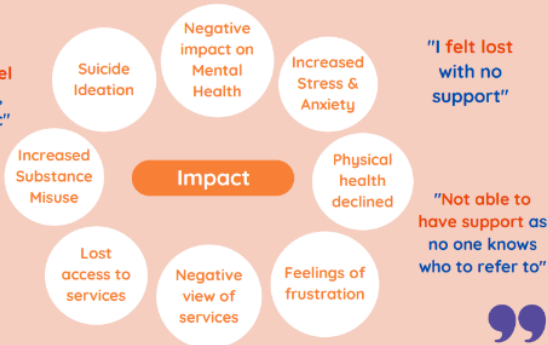 Negative
impact on
Mental
Health
Suicide
Ideation
Increased
Stress &
Anxiety
"I felt lost
with no
support"
Increased
Substance
Misuse
Impact
Physical
health
declined
"Not able to
have support as
no one knows
who to refer to"
Lost
access to
services
Negative
view of
services
Feelings of
frustration